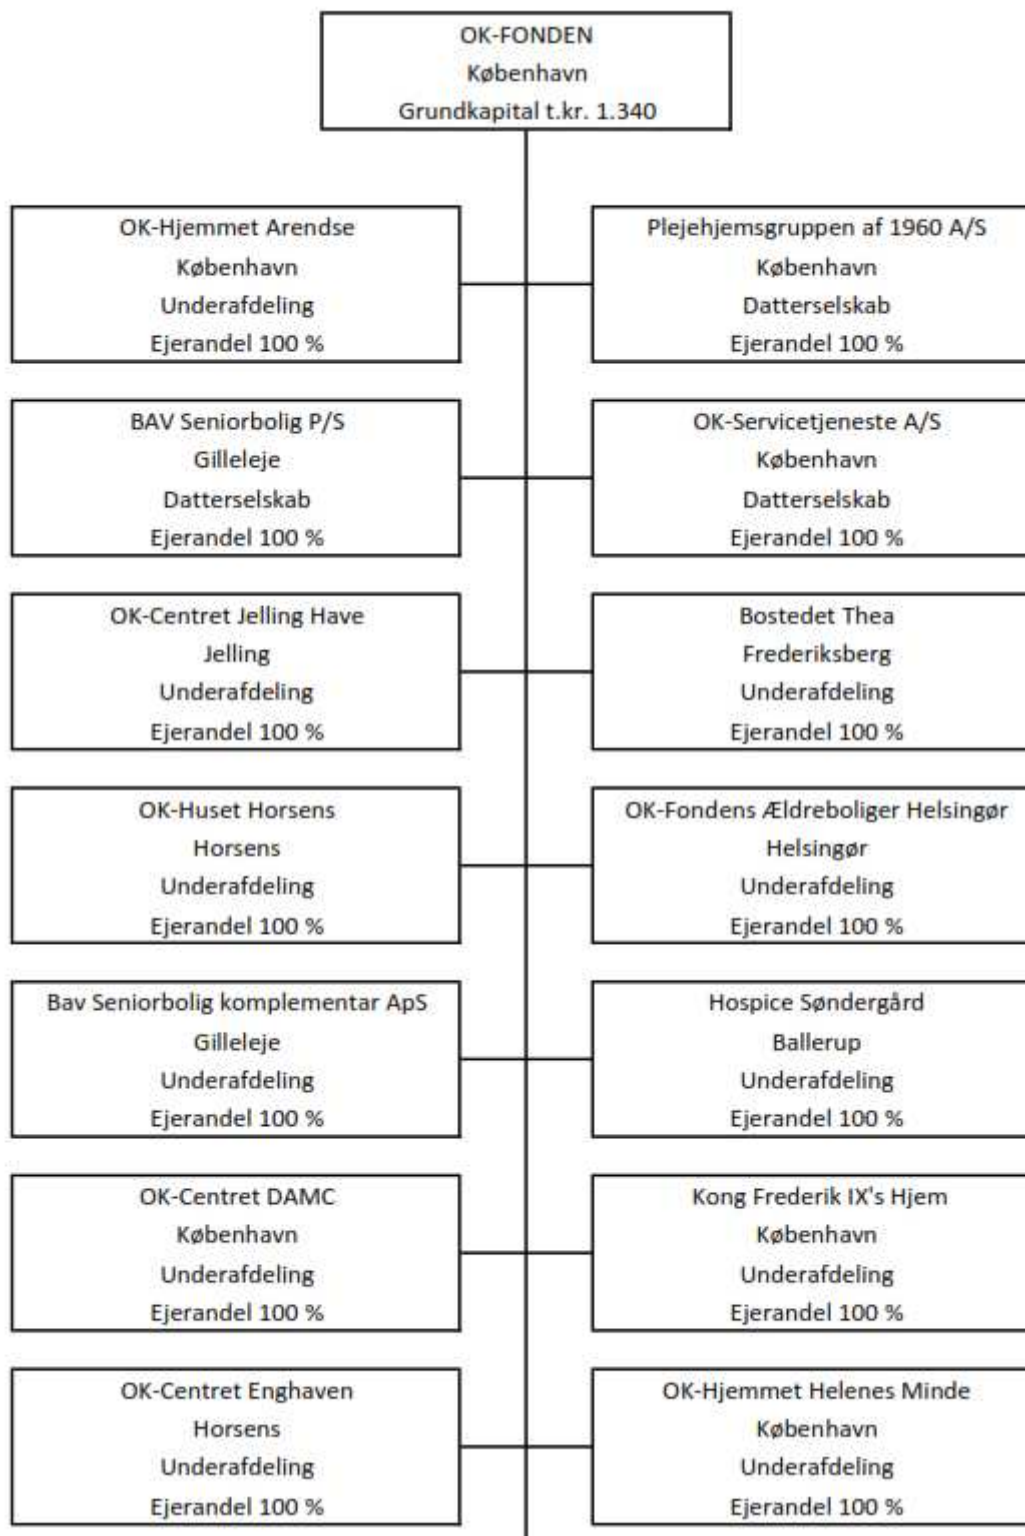 OK-FONDEN
København
Grundkapital t.kr. 1.340
OK-Hjemmet Arendse
København
Underafdeling
Ejerandel 100 %
Plejehjemsgruppen af 1960 A/S
København
Datterselskab
Ejerandel 100 %
BAV Seniorbolig P/S
Gilleleje
Datterselskab
Ejerandel 100 %
OK-Servicetjeneste A/S
København
Datterselskab
Ejerandel 100 %
OK-Centret Jelling Have
Jelling
Underafdeling
Ejerandel 100 %
Bostedet Thea
Frederiksberg
Underafdeling
Ejerandel 100 %
OK-Huset Horsens
Horsens
Underafdeling
Ejerandel 100 %
OK-Fondens Ældreboliger Helsingør
Helsingør
Underafdeling
Ejerandel 100 %
Bav Seniorbolig komplementar ApS
Gilleleje
Underafdeling
Ejerandel 100 %
Hospice Søndergård
Ballerup
Underafdeling
Ejerandel 100 %
OK-Centret DAMC
København
Underafdeling
Ejerandel 100 %
Kong Frederik IX's Hjem
København
Underafdeling
Ejerandel 100 %
OK-Centret Enghaven
Horsens
Underafdeling
Ejerandel 100 %
OK-Hjemmet Helenes Minde
København
Underafdeling
Ejerandel 100 %